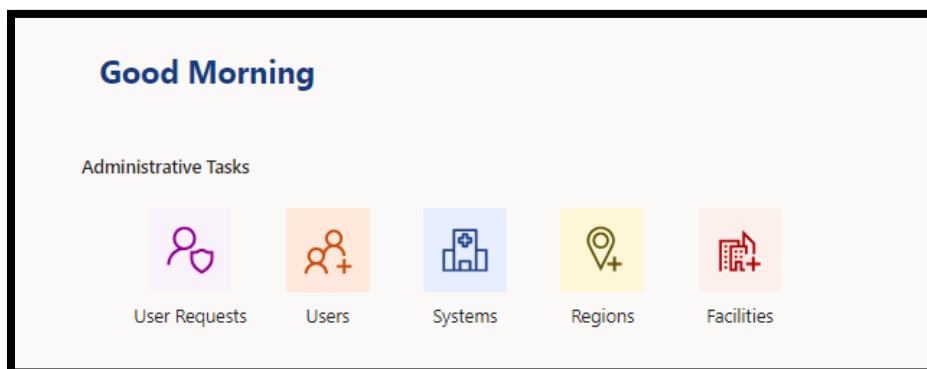 Good Morning
Administrative Tasks
User Requests Users Systems Regions Facilities